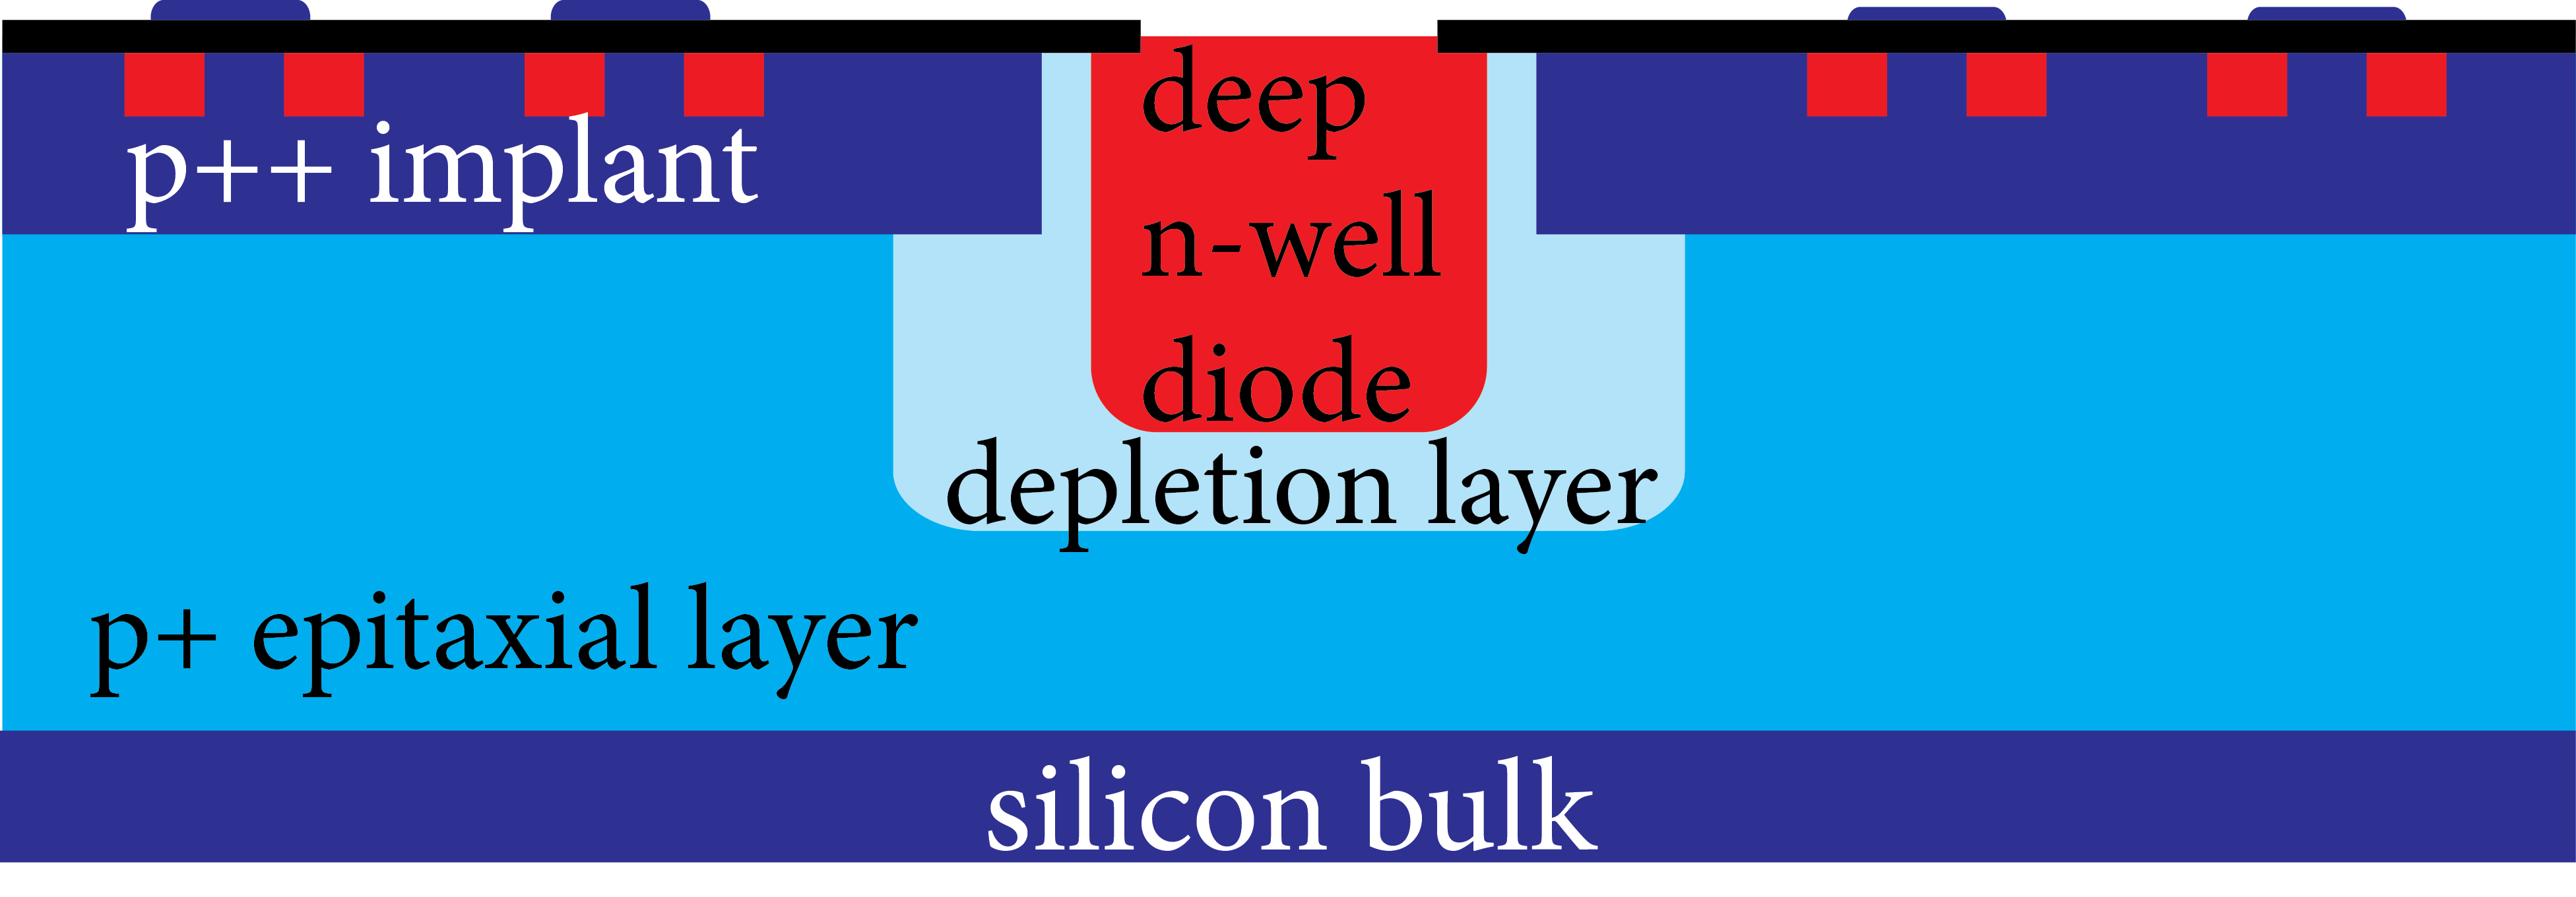 deep
p++ implant
n-well
diode
depletion layer
p+ epitaxial layer
silicon bulk